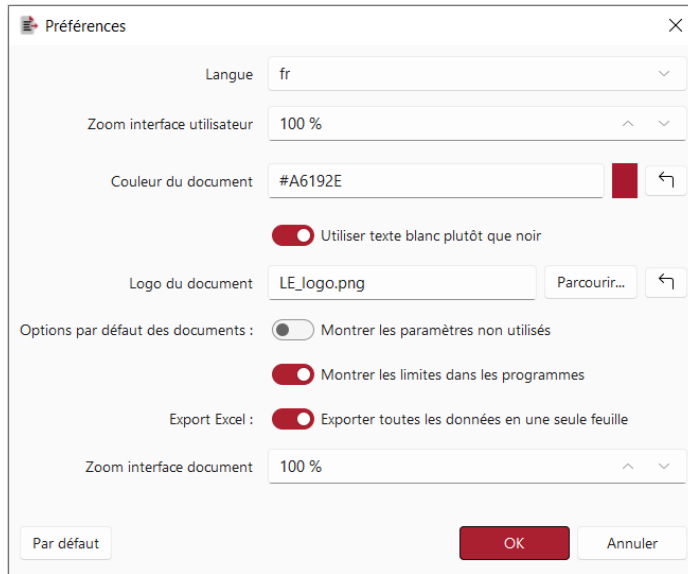 Préférences
Langue fr
Zoom interface utilisateur 100 %
Couleur du document #A6192E
Utiliser texte blanc plutôt que noir
Logo du document LE_logo.png Parcourir...
Options par défaut des documents : Montrer les paramètres non utilisés
Montrer les limites dans les programmes
Export Excel : Exporter toutes les données en une seule feuille
Zoom interface document 100 %
Par défaut OK Annuler